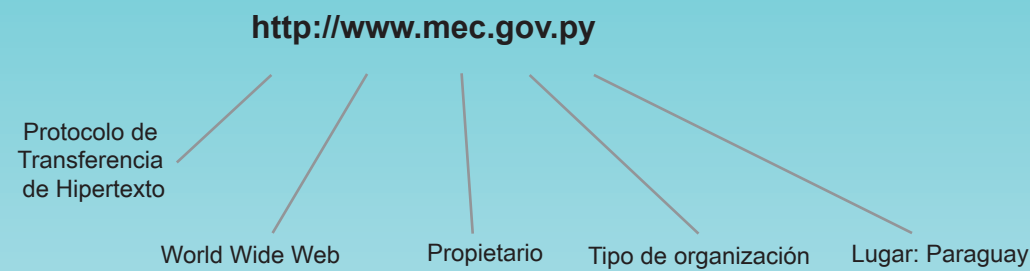 http://www.mec.gov.py
Protocolo de
Transferencia
de Hipertexto
World Wide Web
Propietario
Tipo de organización
Lugar: Paraguay